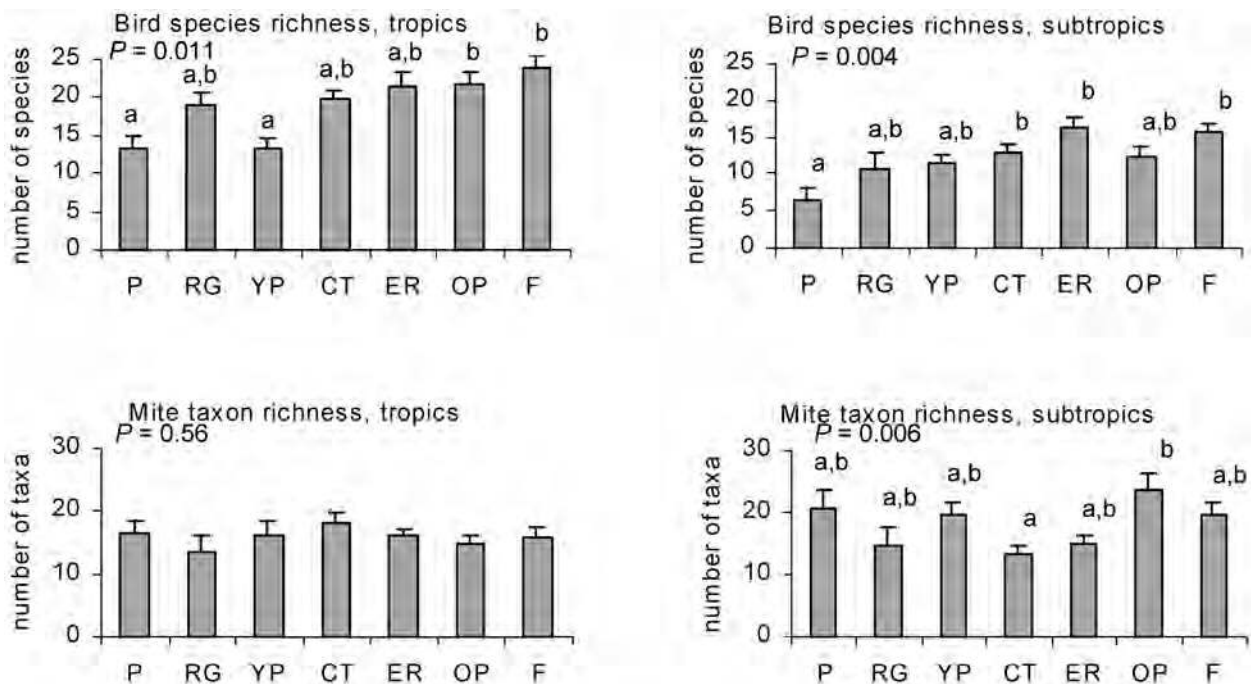 Bird species richness, tropics
P = 0.011
number of species
25
20
15
10
5
0
a
a,b
a
a,b
a,b
b
b
P RG YP CT ER OP F
Bird species richness, subtropics
P = 0.004
number of species
25
20
15
10
5
0
a
a,b
a,b
b
b
a,b
b
P RG YP CT ER OP F
Mite taxon richness, tropics
P = 0.56
number of taxa
30
20
10
0
P RG YP CT ER OP F
Mite taxon richness, subtropics
P = 0.006
number of taxa
30
20
10
0
a,b
a,b
a,b
a
a,b
b
a,b
P RG YP CT ER OP F